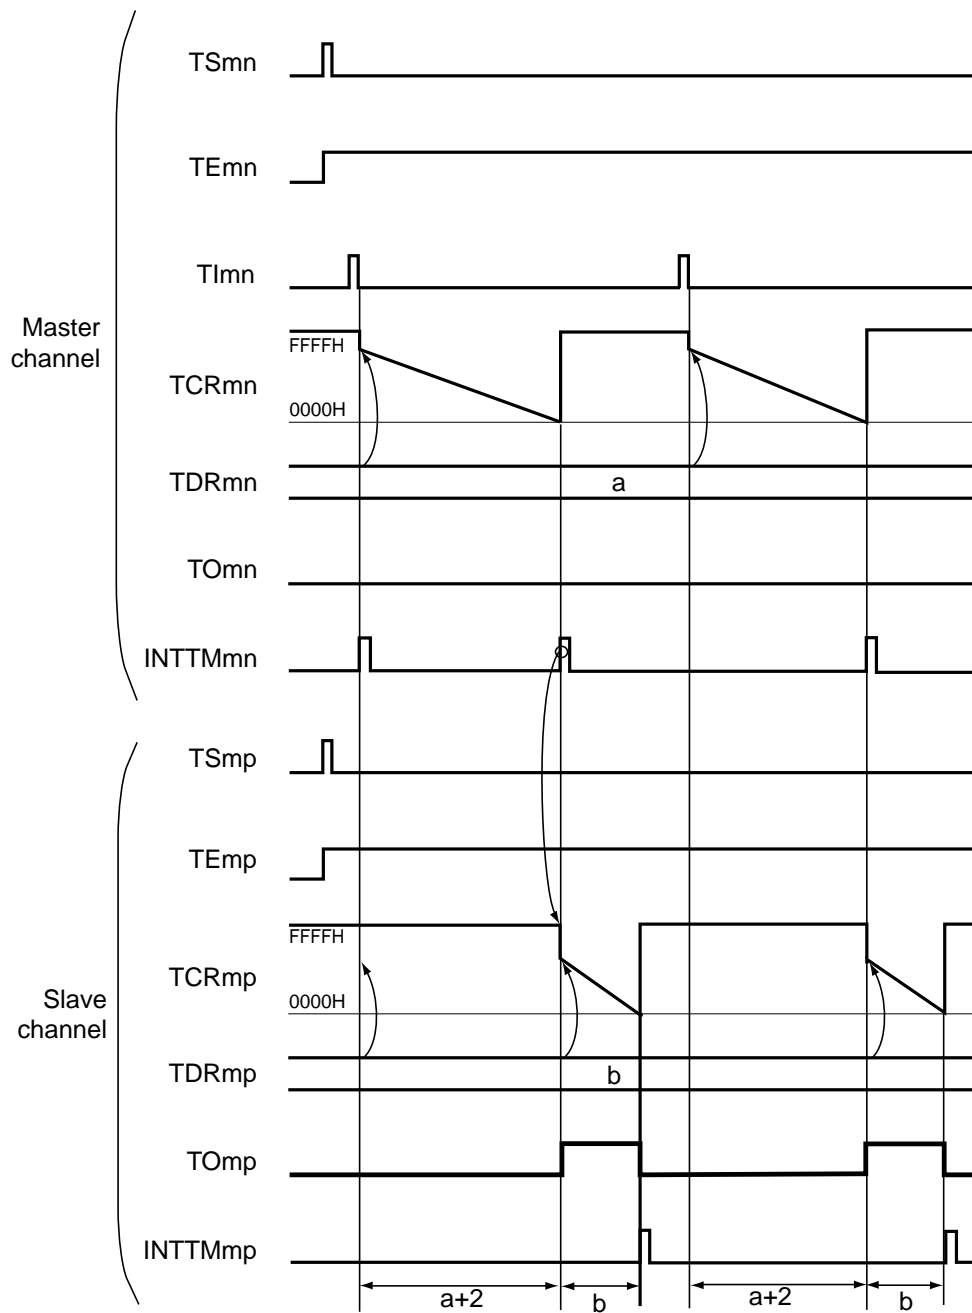 TSmn
TEmn
TImn
Master
channel
FFFFH
TCRmn
0000H
TDRmn
a
TOmn
INTTMmn
TSmp
TEmp
FFFFH
TCRmp
0000H
Slave
channel
TDRmp
b
TOmp
INTTMmp
a+2
b
a+2
b